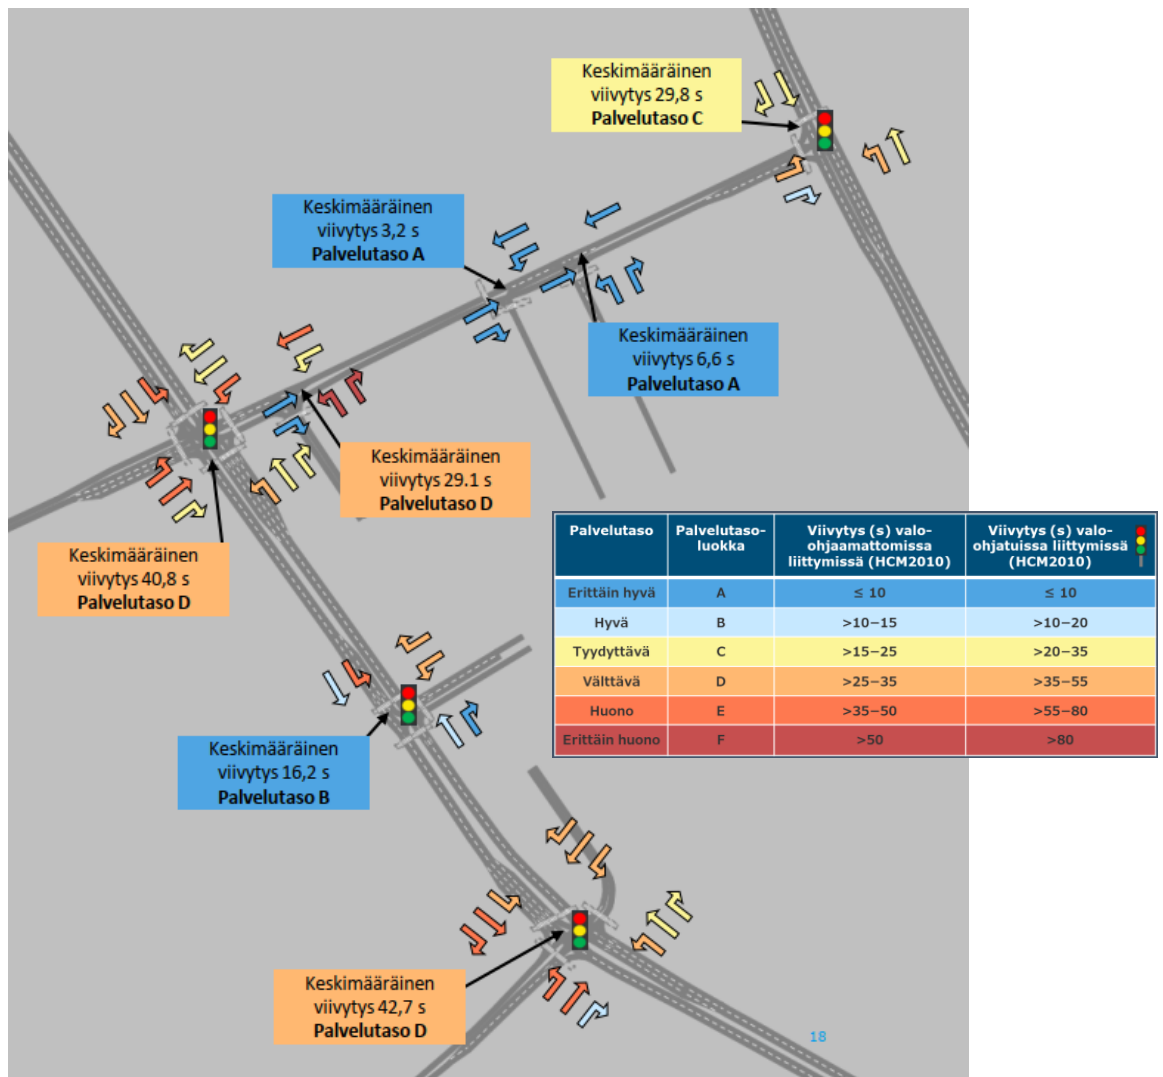 Keskimääräinen
viivytys 29,8 s
Palvelutaso C
Keskimääräinen
viivytys 3,2 s
Palvelutaso A
Keskimääräinen
viivytys 6,6 s
Palvelutaso A
Keskimääräinen
viivytys 29.1 s
Palvelutaso D
Keskimääräinen
viivytys 40,8 s
Palvelutaso D
Keskimääräinen
viivytys 16,2 s
Palvelutaso B
Keskimääräinen
viivytys 42,7 s
Palvelutaso D
Palvelutaso
Palvelutaso-
luokka
Viivytys (s) valo-
ohjaamattomissa
liittymissä (HCM2010)
Viivytys (s) valo-
ohjatuissa liittymissä
(HCM2010)
Erittäin hyvä A ≤ 10 ≤ 10
Hyvä B >10−15 >10−20
Tyydyttävä C >15−25 >20−35
Välttävä D >25−35 >35−55
Huono E >35−50 >55−80
Erittäin huono F >50 >80
18